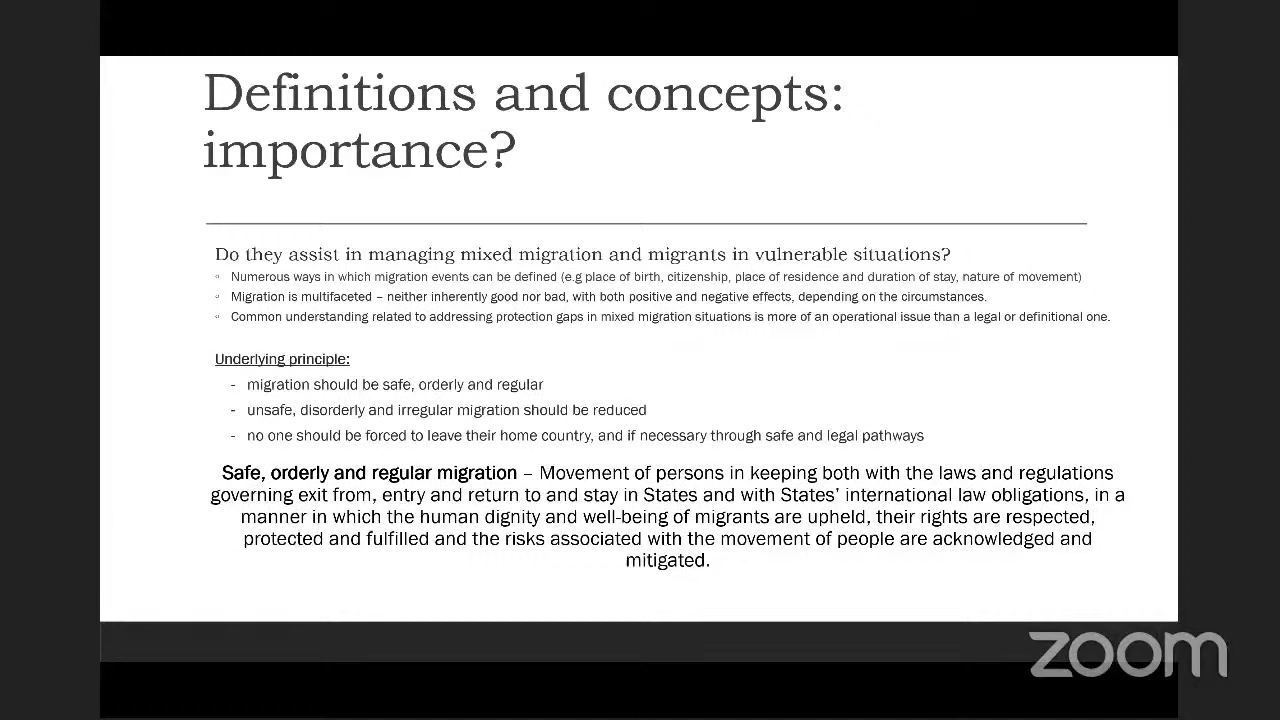 Definitions and concepts:
importance?
Do they assist in managing mixed migration and migrants in vulnerable situations?
◦ Numerous ways in which migration events can be defined (e.g place of birth, citizenship, place of residence and duration of stay, nature of movement)
◦ Migration is multifaceted – neither inherently good nor bad, with both positive and negative effects, depending on the circumstances.
◦ Common understanding related to addressing protection gaps in mixed migration situations is more of an operational issue than a legal or definitional one.
Underlying principle:
- migration should be safe, orderly and regular
- unsafe, disorderly and irregular migration should be reduced
- no one should be forced to leave their home country, and if necessary through safe and legal pathways
Safe, orderly and regular migration – Movement of persons in keeping both with the laws and regulations
governing exit from, entry and return to and stay in States and with States’ international law obligations, in a
manner in which the human dignity and well-being of migrants are upheld, their rights are respected,
protected and fulfilled and the risks associated with the movement of people are acknowledged and
mitigated.
zoom